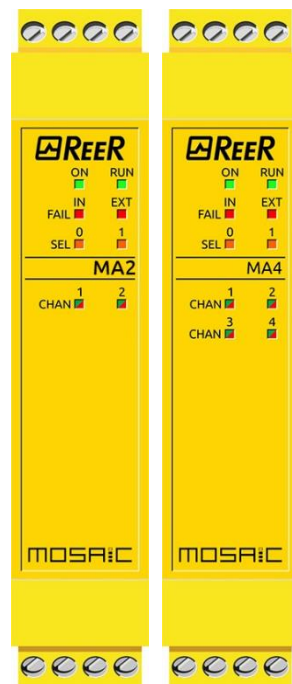 REER
ON RUN
IN EXT
FAIL
0 1
SEL
MA2
1 2
CHAN
MOSAIC
REER
ON RUN
IN EXT
FAIL
0 1
SEL
MA4
1 2
CHAN
3 4
CHAN
MOSAIC